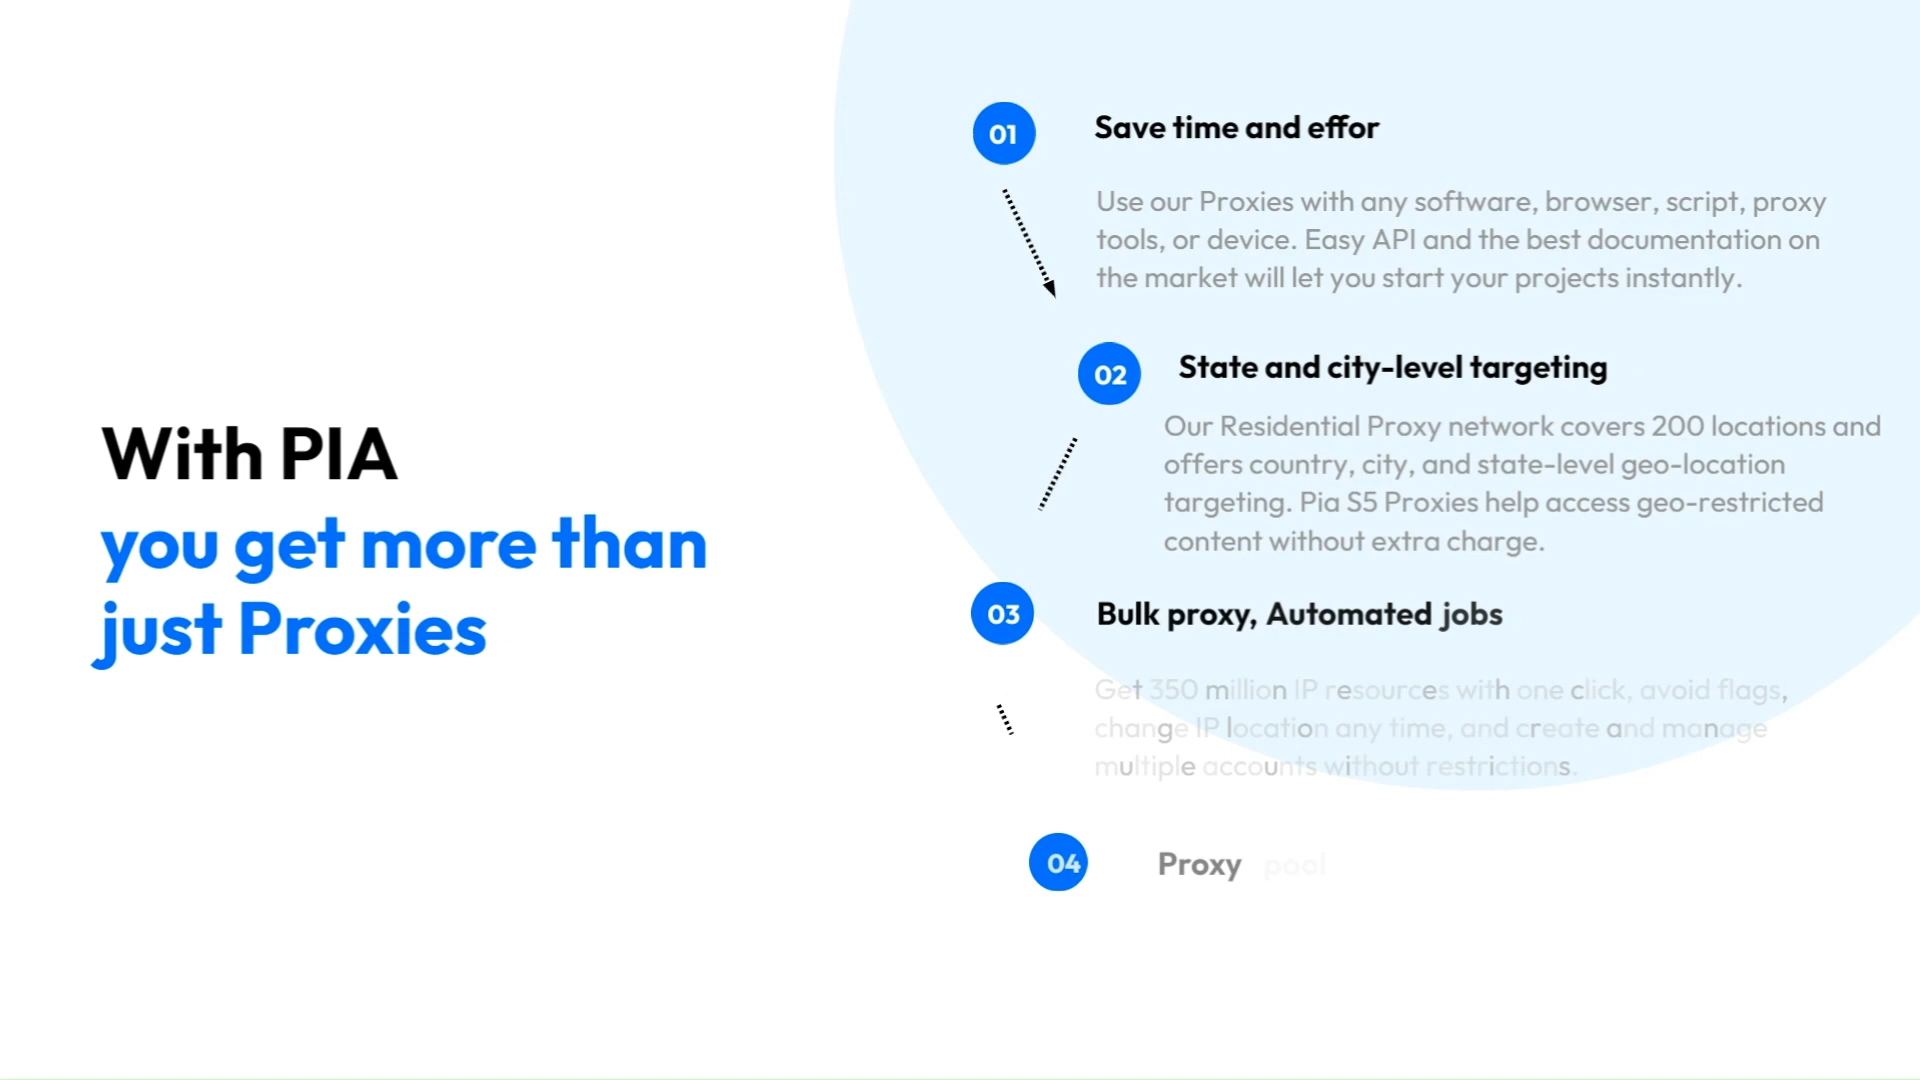 With PIA
you get more than
just Proxies
01
Save time and effor
Use our Proxies with any software, browser, script, proxy
tools, or device. Easy API and the best documentation on
the market will let you start your projects instantly.
02
State and city-level targeting
Our Residential Proxy network covers 200 locations and
offers country, city, and state-level geo-location
targeting. Pia S5 Proxies help access geo-restricted
content without extra charge.
03
Bulk proxy, Automated jobs
Get 350 million IP resources with one click, avoid flags,
change IP location any time, and create and manage
multiple accounts without restrictions.
04
Proxy pool